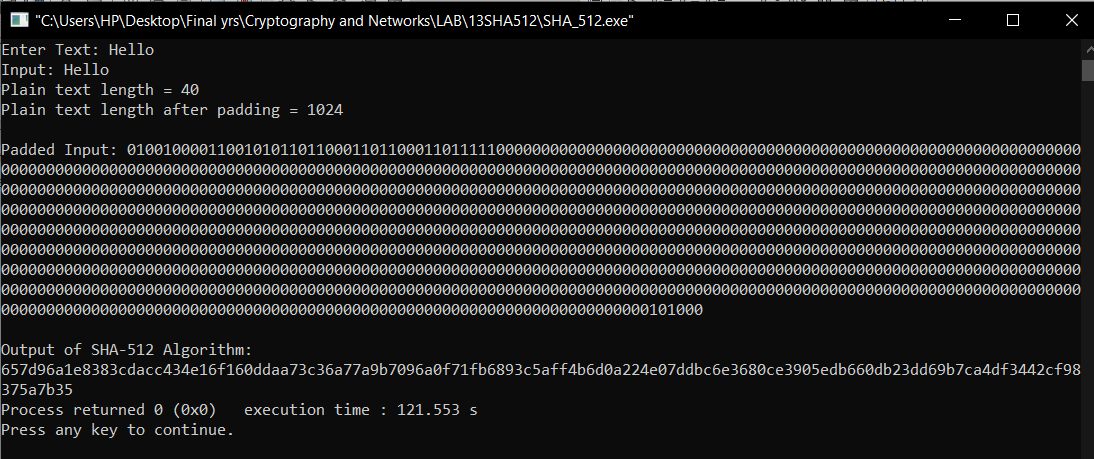 "C:\Users\HP\Desktop\Final yrs\Cryptography and Networks\LAB\13SHA512\SHA_512.exe"
Enter Text: Hello
Input: Hello
Plain text length = 40
Plain text length after padding = 1024
Padded Input: 0100100001100101011011000110110001101111100000000000000000000000000000000000000000000000000000000000000000
000000000000000000000000000000000000000000000000000000000000000000000000000000000000000000000000000000000000000000000000
000000000000000000000000000000000000000000000000000000000000000000000000000000000000000000000000000000000000000000000000
000000000000000000000000000000000000000000000000000000000000000000000000000000000000000000000000000000000000000000000000
000000000000000000000000000000000000000000000000000000000000000000000000000000000000000000000000000000000000000000000000
000000000000000000000000000000000000000000000000000000000000000000000000000000000000000000000000000000000000000000000000
000000000000000000000000000000000000000000000000000000000000000000000000000000000000000000000000000000000000000000000000
000000000000000000000000000000000000000000000000000000000000000000000000000000000000000000000000000000000000000000000000
000000000000000000000000000000000000000000000000000000000000000000000000101000
Output of SHA-512 Algorithm:
657d96a1e8383cdacc434e16f160ddaa73c36a77a9b7096a0f71fb6893c5aff4b6d0a224e07ddbc6e3680ce3905edb660db23dd69b7ca4df3442cf98
375a7b35
Process returned 0 (0x0)   execution time : 121.553 s
Press any key to continue.